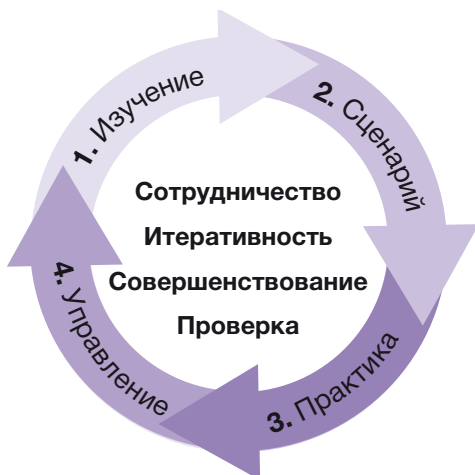 1. Изучение
2. Сценарий
3. Практика
4. Управление
Сотрудничество
Итеративность
Совершенствование
Проверка